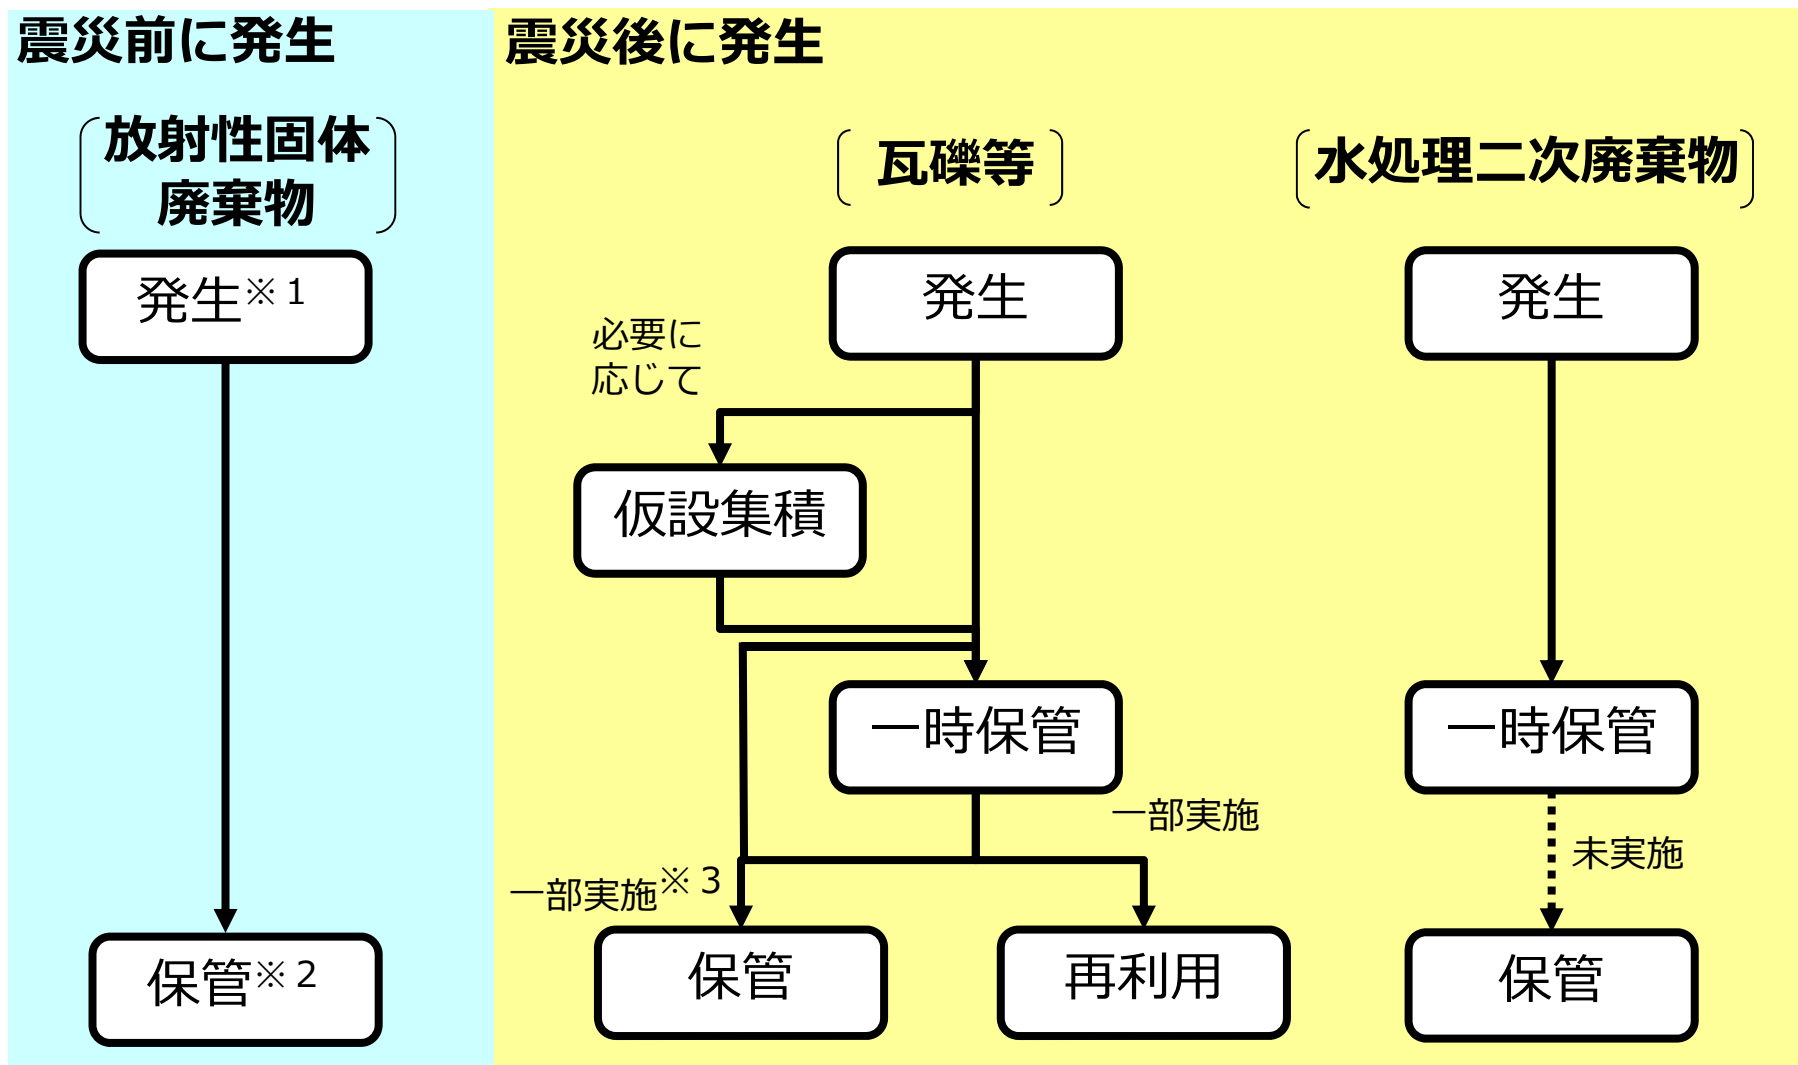 震災前に発生
放射性固体
廃棄物
発生※1
保管※2
震災後に発生
瓦礫等
発生
必要に
応じて
仮設集積
一時保管
一部実施
一部実施※3
保管
再利用
水処理二次廃棄物
発生
一時保管
未実施
保管